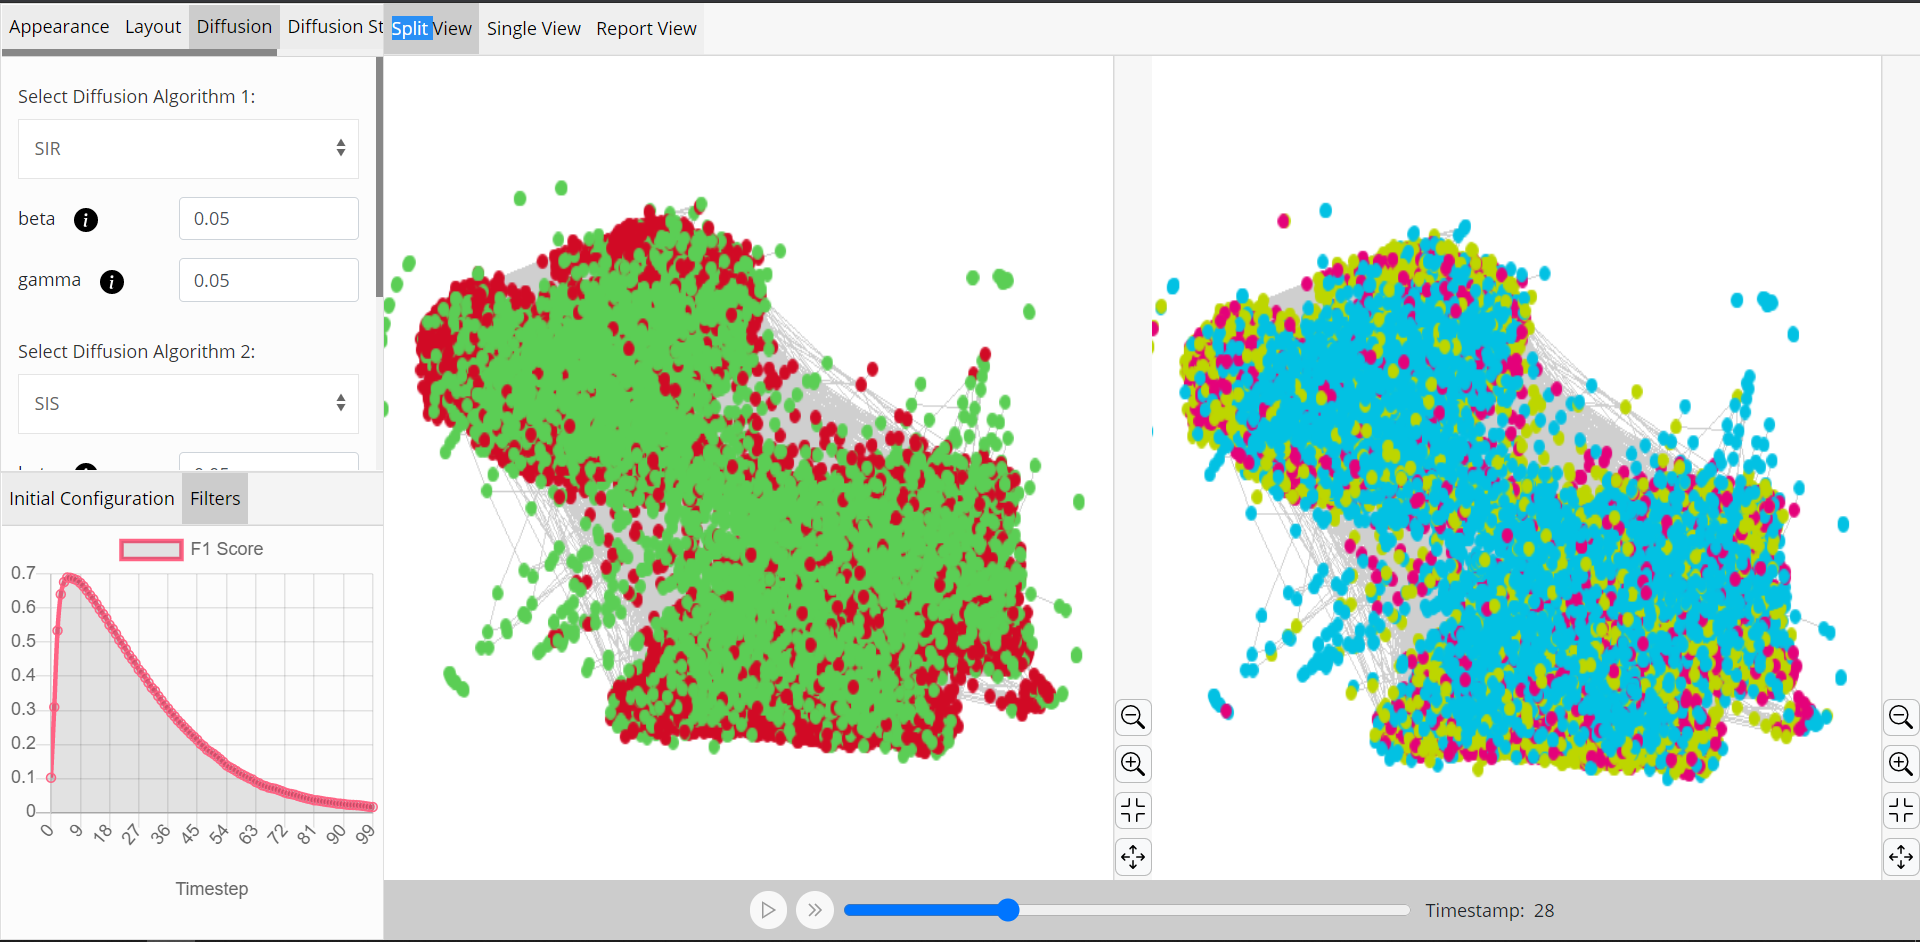 Appearance Layout Diffusion Diffusion St
Split View Single View Report View
Select Diffusion Algorithm 1:
SIR
beta i 0.05
gamma i 0.05
Select Diffusion Algorithm 2:
SIS
Initial Configuration Filters
F1 Score
0.7
0.6
0.5
0.4
0.3
0.2
0.1
0
0 9 18 27 36 45 54 63 72 81 90 99
Timestep
Timestamp: 28